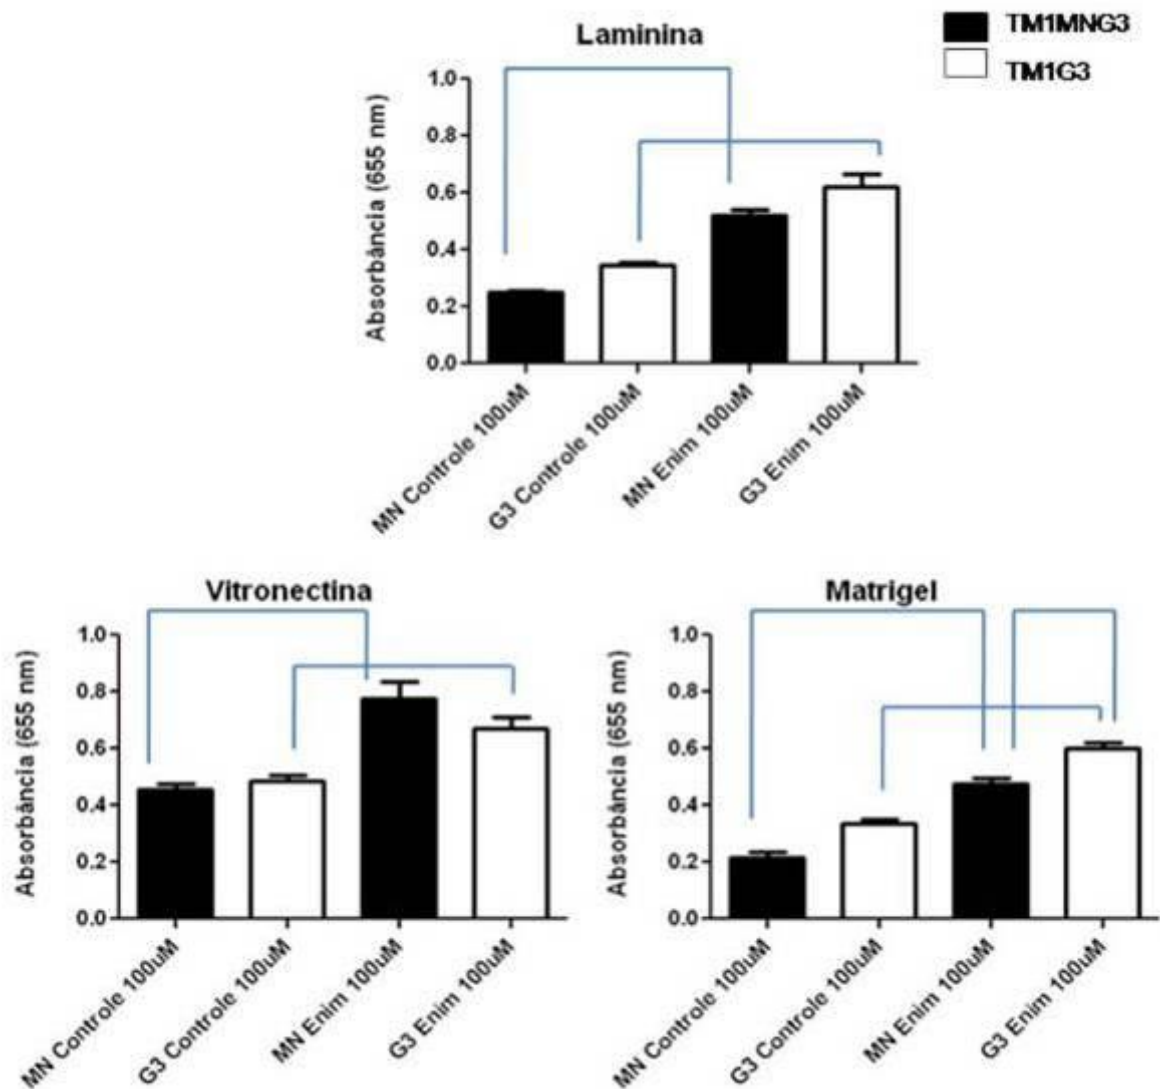 TM1MNG3
TM1G3
Laminina
Absorbância (655 nm)
1.0
0.8
0.6
0.4
0.2
0.0
MN Controle 100uM
G3 Controle 100uM
MN Enim 100uM
G3 Enim 100uM
Vitronectina
Absorbância (655 nm)
1.0
0.8
0.6
0.4
0.2
0.0
MN Controle 100uM
G3 Controle 100uM
MN Enim 100uM
G3 Enim 100uM
Matrigel
Absorbância (655 nm)
1.0
0.8
0.6
0.4
0.2
0.0
MN Controle 100uM
G3 Controle 100uM
MN Enim 100uM
G3 Enim 100uM